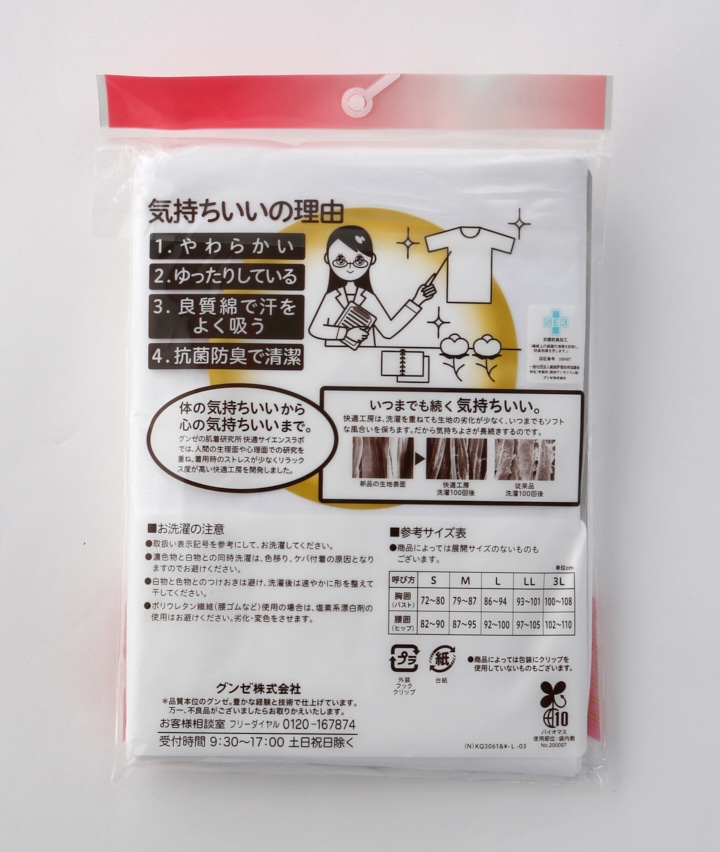 気持ちいいの理由
1. やわらかい
2. ゆったりしている
3. 良質綿で汗を
よく吸う
4. 抗菌防臭で清潔
抗菌防臭加工
体の気持ちいいから
心の気持ちいいまで。
グンゼの肌着研究所 快適サイエンスラボ
では、人間の生理面や心理面での研究を
重ね、着用時のストレスが少なくリラック
ス度が高い快適工房を開発しました。
いつまでも続く気持ちいい。
快適工房は、洗濯を重ねても生地の劣化が少なく、いつまでもソフト
な風合いを保ちます。だから気持ちよさが長続きするのです。
新品の生地表面
快適工房
洗濯100回後
従来品
洗濯100回後
■お洗濯の注意
●取扱い表示記号を参考にして、お洗濯してください。
●濃色物と白物との同時洗濯は、色移り、ケバ付着の原因となり
ますのでお避けください。
●白物と色物とのつけおきは避け、洗濯後は速やかに形を整えて
干してください。
●ポリウレタン繊維(腰ゴムなど)使用の場合は、塩素系漂白剤の
使用はお避けください。劣化・変色をさせます。
■参考サイズ表
●商品によっては展開サイズのないものも
ございます。
単位cm
呼び方 S M L LL 3L
胸囲(バスト) 72~80 79~87 86~94 93~101 100~108
腰囲(ヒップ) 82~90 87~95 92~100 97~105 102~110
プラ
外装
フック
クリップ
紙
台紙
●商品によっては包装にクリップを
使用していないものもございます。
グンゼ株式会社
*品質本位のグンゼ。豊かな経験と技術で仕上げています。
万一、不良品がございましたらお取りかえいたします。
お客様相談室 フリーダイヤル 0120-167874
受付時間 9:30~17:00 土日祝日除く
10
バイオマス
使用部位:袋内側
No.200097
(N)KQ3061&¥-L-03